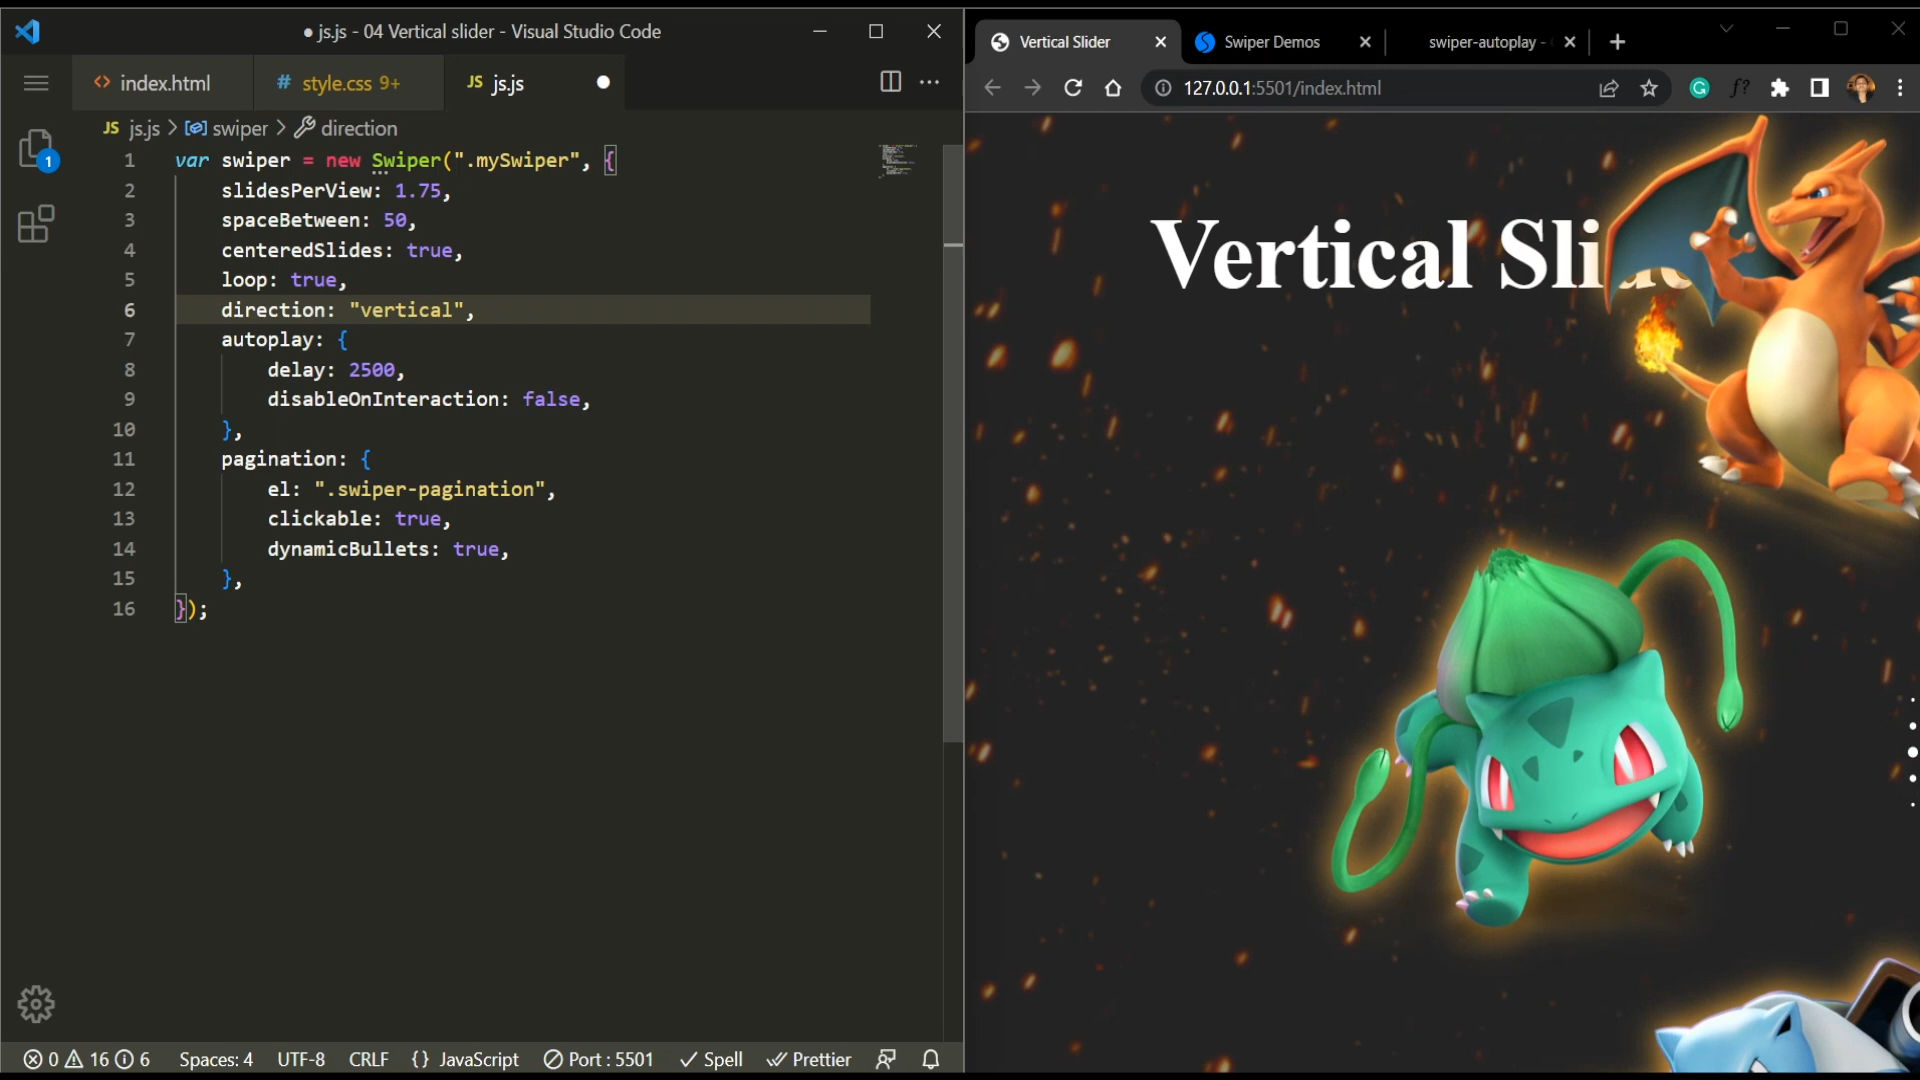 ● js.js - 04 Vertical slider - Visual Studio Code
index.html
# style.css 9+
JS js.js
JS js.js > swiper > direction
1
1 var swiper = new Swiper(".mySwiper", {
2 slidesPerView: 1.75,
3 spaceBetween: 50,
4 centeredSlides: true,
5 loop: true,
6 direction: "vertical",
7 autoplay: {
8 delay: 2500,
9 disableOnInteraction: false,
10 },
11 pagination: {
12 el: ".swiper-pagination",
13 clickable: true,
14 dynamicBullets: true,
15 },
16 });
0 16 6 Spaces: 4 UTF-8 CRLF {} JavaScript Port : 5501 Spell Prettier
Vertical Slider
Swiper Demos
swiper-autoplay -
127.0.0.1:5501/index.html
G
f?
Vertical Sli